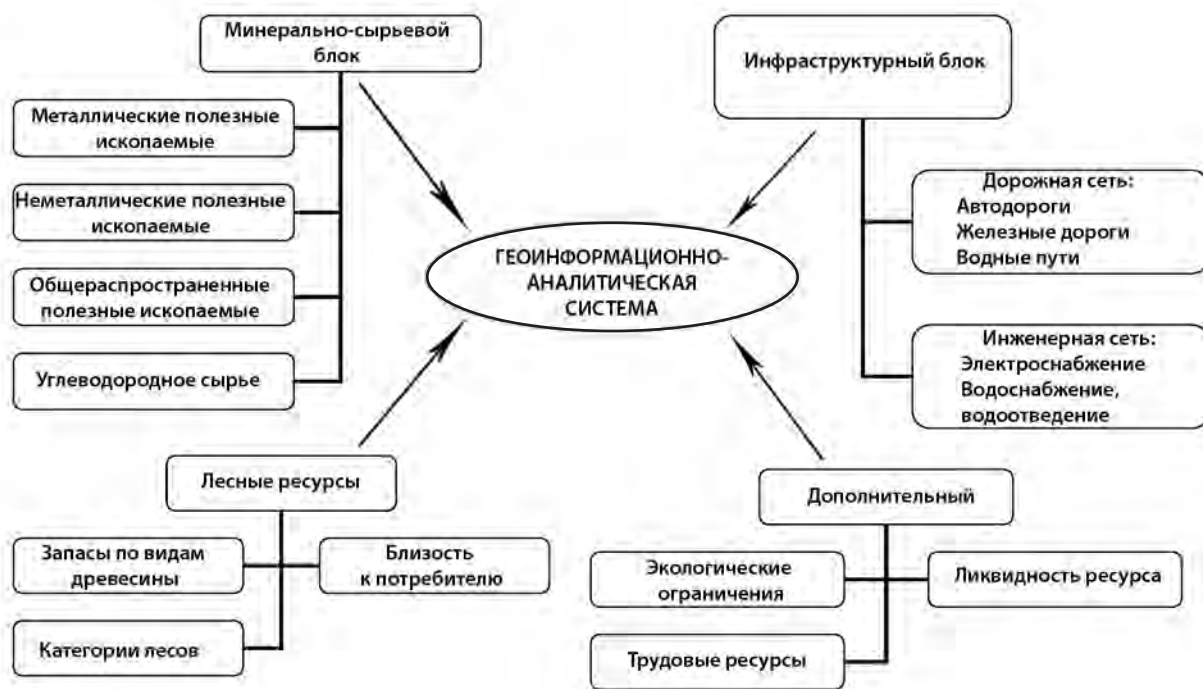 Минерально-сырьевой
блок
Металлические полезные
ископаемые
Неметаллические полезные
ископаемые
Общераспространенные
полезные ископаемые
Углеводородное сырье
Инфраструктурный блок
Дорожная сеть:
Автодороги
Железные дороги
Водные пути
Инженерная сеть:
Электроснабжение
Водоснабжение,
водоотведение
ГЕОИНФОРМАЦИОННО-
АНАЛИТИЧЕСКАЯ
СИСТЕМА
Лесные ресурсы
Запасы по видам
древесины
Близость
к потребителю
Категории лесов
Дополнительный
Экологические
ограничения
Ликвидность ресурса
Трудовые ресурсы